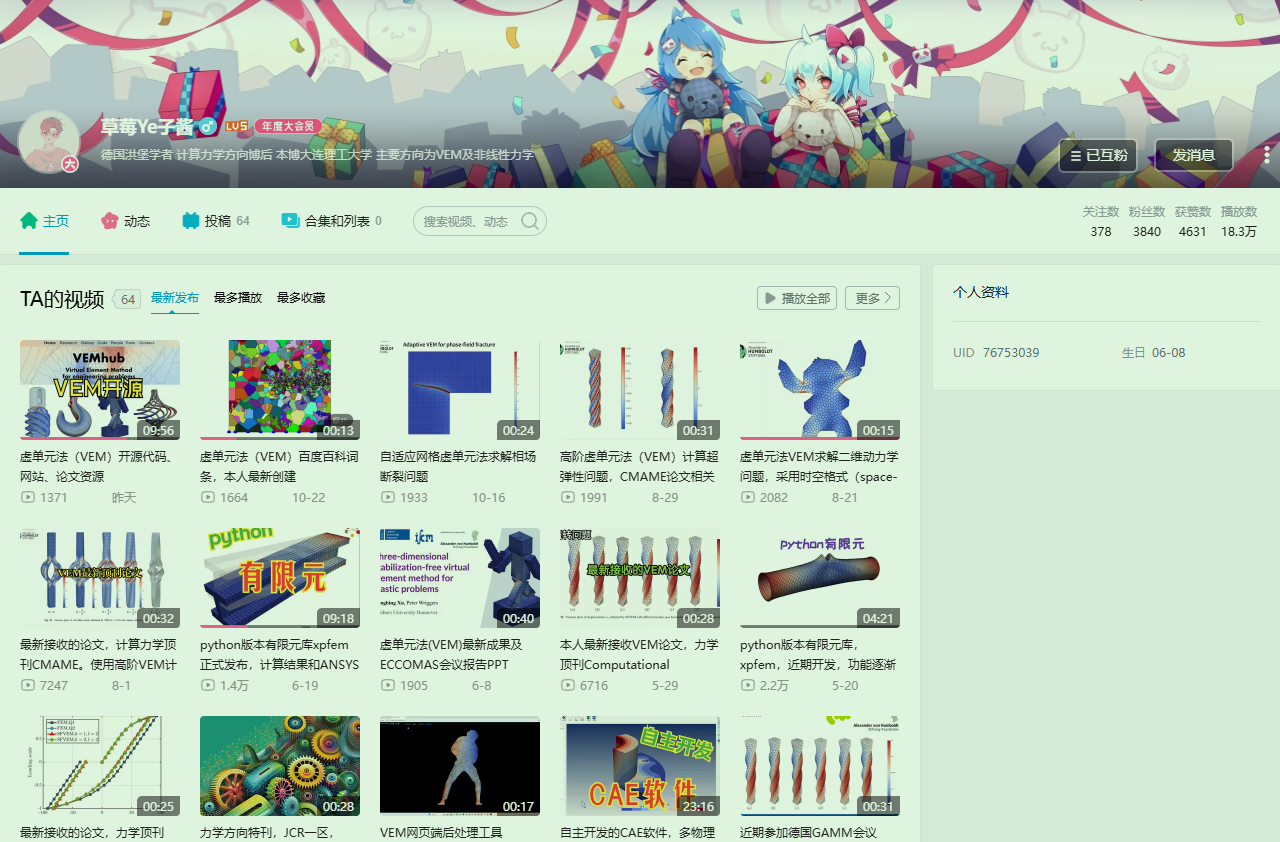 草莓Ye子酱 LV5 年度大会员
大
德国洪堡学者 计算力学方向博后 本博大连理工大学 主要方向为VEM及非线性力学
已互粉 发消息
主页 动态 投稿 64 合集和列表 0 搜索视频、动态
关注数 粉丝数 获赞数 播放数
378 3840 4631 18.3万
TA的视频 64 最新发布 最多播放 最多收藏 播放全部 更多
个人资料
UID 76753039 生日 06-08
Home Research Gallery Code People Tools Contact
VEMhub
Virtual Element Method
for engineering problems
VEM开源
09:56
00:13
Adaptive VEM for phase-field fracture
00:24
00:31
00:15
虚单元法（VEM）开源代码、
网站、论文资源
1371 昨天
虚单元法（VEM）百度百科词
条，本人最新创建
1664 10-22
自适应网格虚单元法求解相场
断裂问题
1933 10-16
高阶虚单元法（VEM）计算超
弹性问题，CMAME论文相关
1991 8-29
虚单元法VEM求解二维动力学
问题，采用时空格式（space-
2082 8-21
VEM最新顶刊论文
00:32
python
有限元
09:18
ifcm
hree-dimensional
abilization-free virtual
ement method for
astic problems
ngbing Xu, Peter Wriggers
ibniz University Hannover
00:40
最新接收的VEM论文
00:28
python有限元
04:21
最新接收的论文，计算力学顶
刊CMAME。使用高阶VEM计
7247 8-1
python版本有限元库xpfem
正式发布，计算结果和ANSYS
1.4万 6-19
虚单元法(VEM)最新成果及
ECCOMAS会议报告PPT
1905 6-8
本人最新接收VEM论文，力学
顶刊Computational
6716 5-29
python版本有限元库，
xpfem，近期开发，功能逐渐
2.2万 5-20
00:25
00:28
00:17
自主开发
CAE软件
23:16
Alexander von Humboldt
Stiftung/Foundation
00:31
最新接收的论文，力学顶刊
力学方向特刊，JCR一区，
VEM网页端后处理工具
自主开发的CAE软件，多物理
近期参加德国GAMM会议